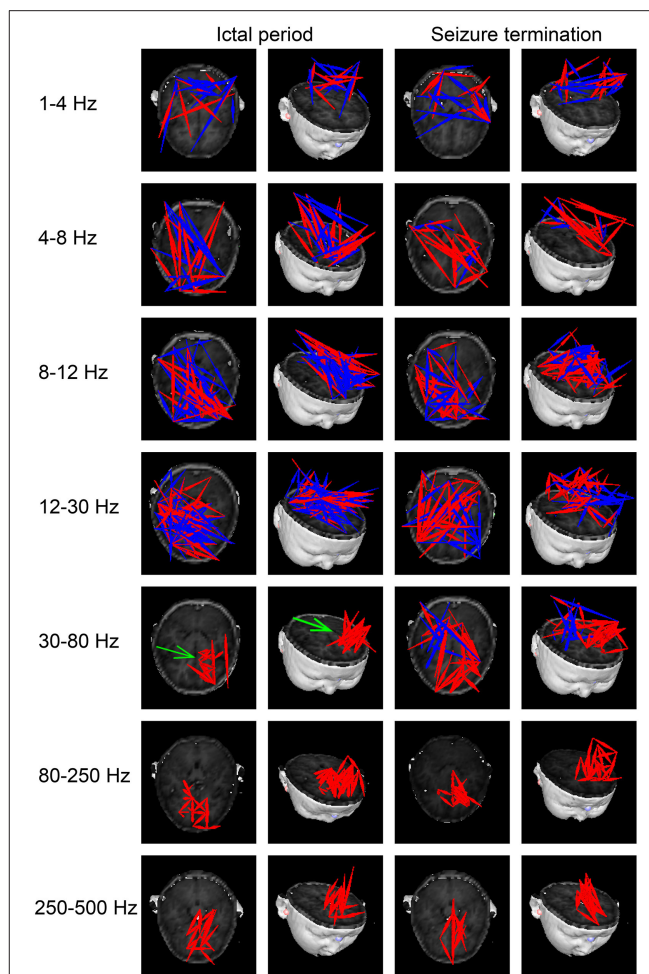 Ictal period Seizure termination
1-4 Hz
4-8 Hz
8-12 Hz
12-30 Hz
30-80 Hz
80-250 Hz
250-500 Hz